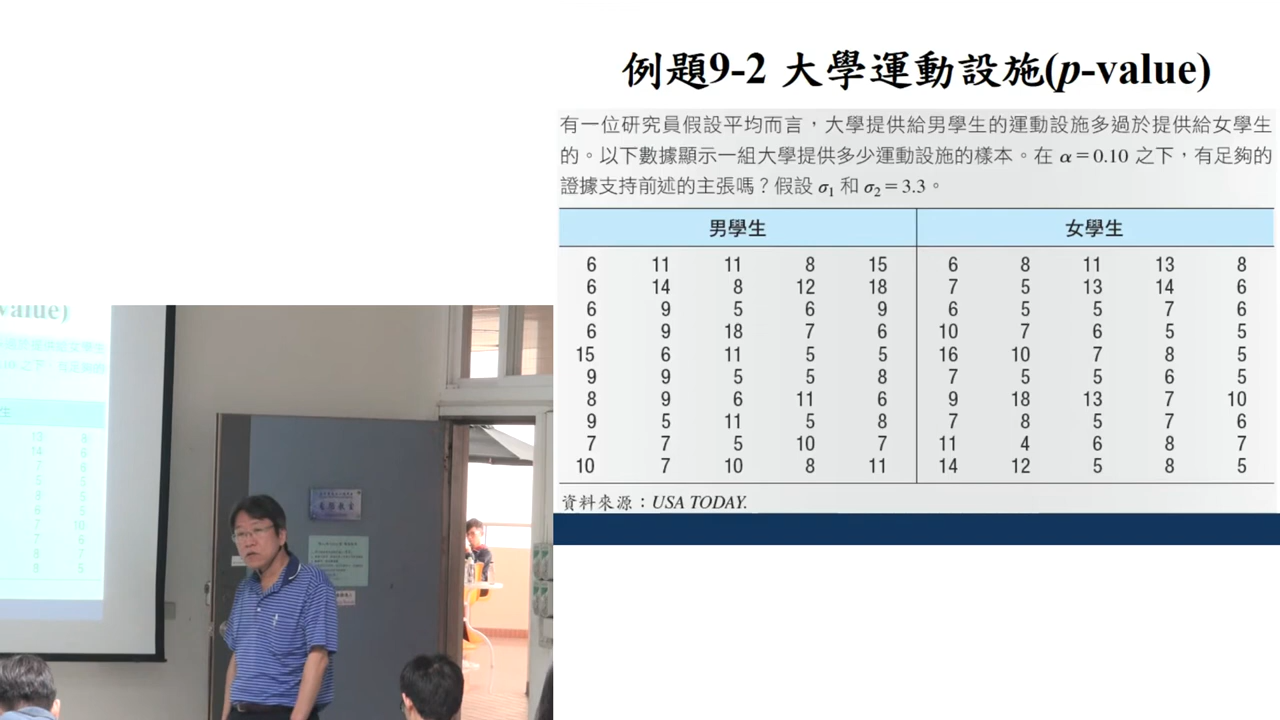 例題9-2 大學運動設施(p-value)
有一位研究員假設平均而言，大學提供給男學生的運動設施多過於提供給女學生
的。以下數據顯示一組大學提供多少運動設施的樣本。在 α = 0.10 之下，有足夠的
證據支持前述的主張嗎？假設 σ₁ 和 σ₂ = 3.3。
男學生 女學生
6 11 11 8 15 6 8 11 13 8
6 14 8 12 18 7 5 13 14 6
6 9 5 6 9 6 5 5 7 6
6 9 18 7 6 10 7 6 5 5
15 6 11 5 5 16 10 7 8 5
9 9 5 5 8 7 5 5 6 5
8 9 6 11 6 9 18 13 7 10
9 5 11 5 8 7 8 5 7 6
7 7 5 10 7 11 4 6 8 7
10 7 10 8 11 14 12 5 8 5
資料來源：USA TODAY.
value)